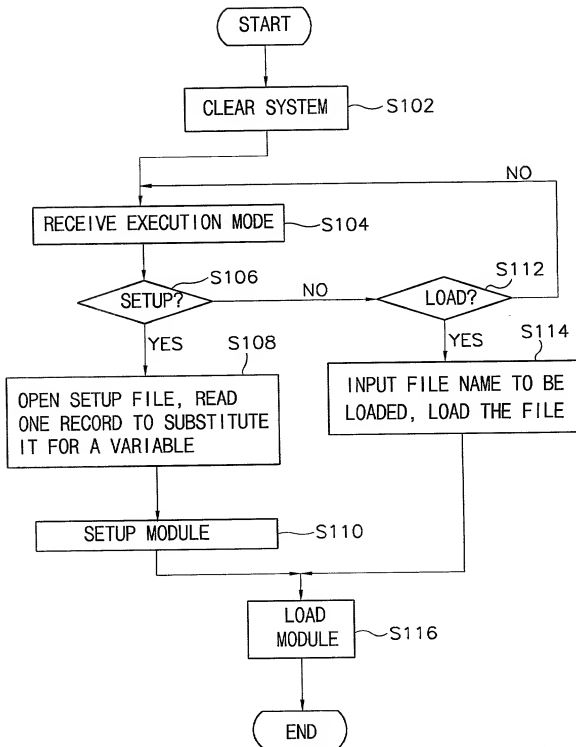 START
CLEAR SYSTEM
S102
NO
RECEIVE EXECUTION MODE
S104
S106
SETUP?
NO
S112
LOAD?
YES
YES
S108
OPEN SETUP FILE, READ
ONE RECORD TO SUBSTITUTE
IT FOR A VARIABLE
S114
INPUT FILE NAME TO BE
LOADED, LOAD THE FILE
SETUP MODULE
S110
LOAD
MODULE
S116
END